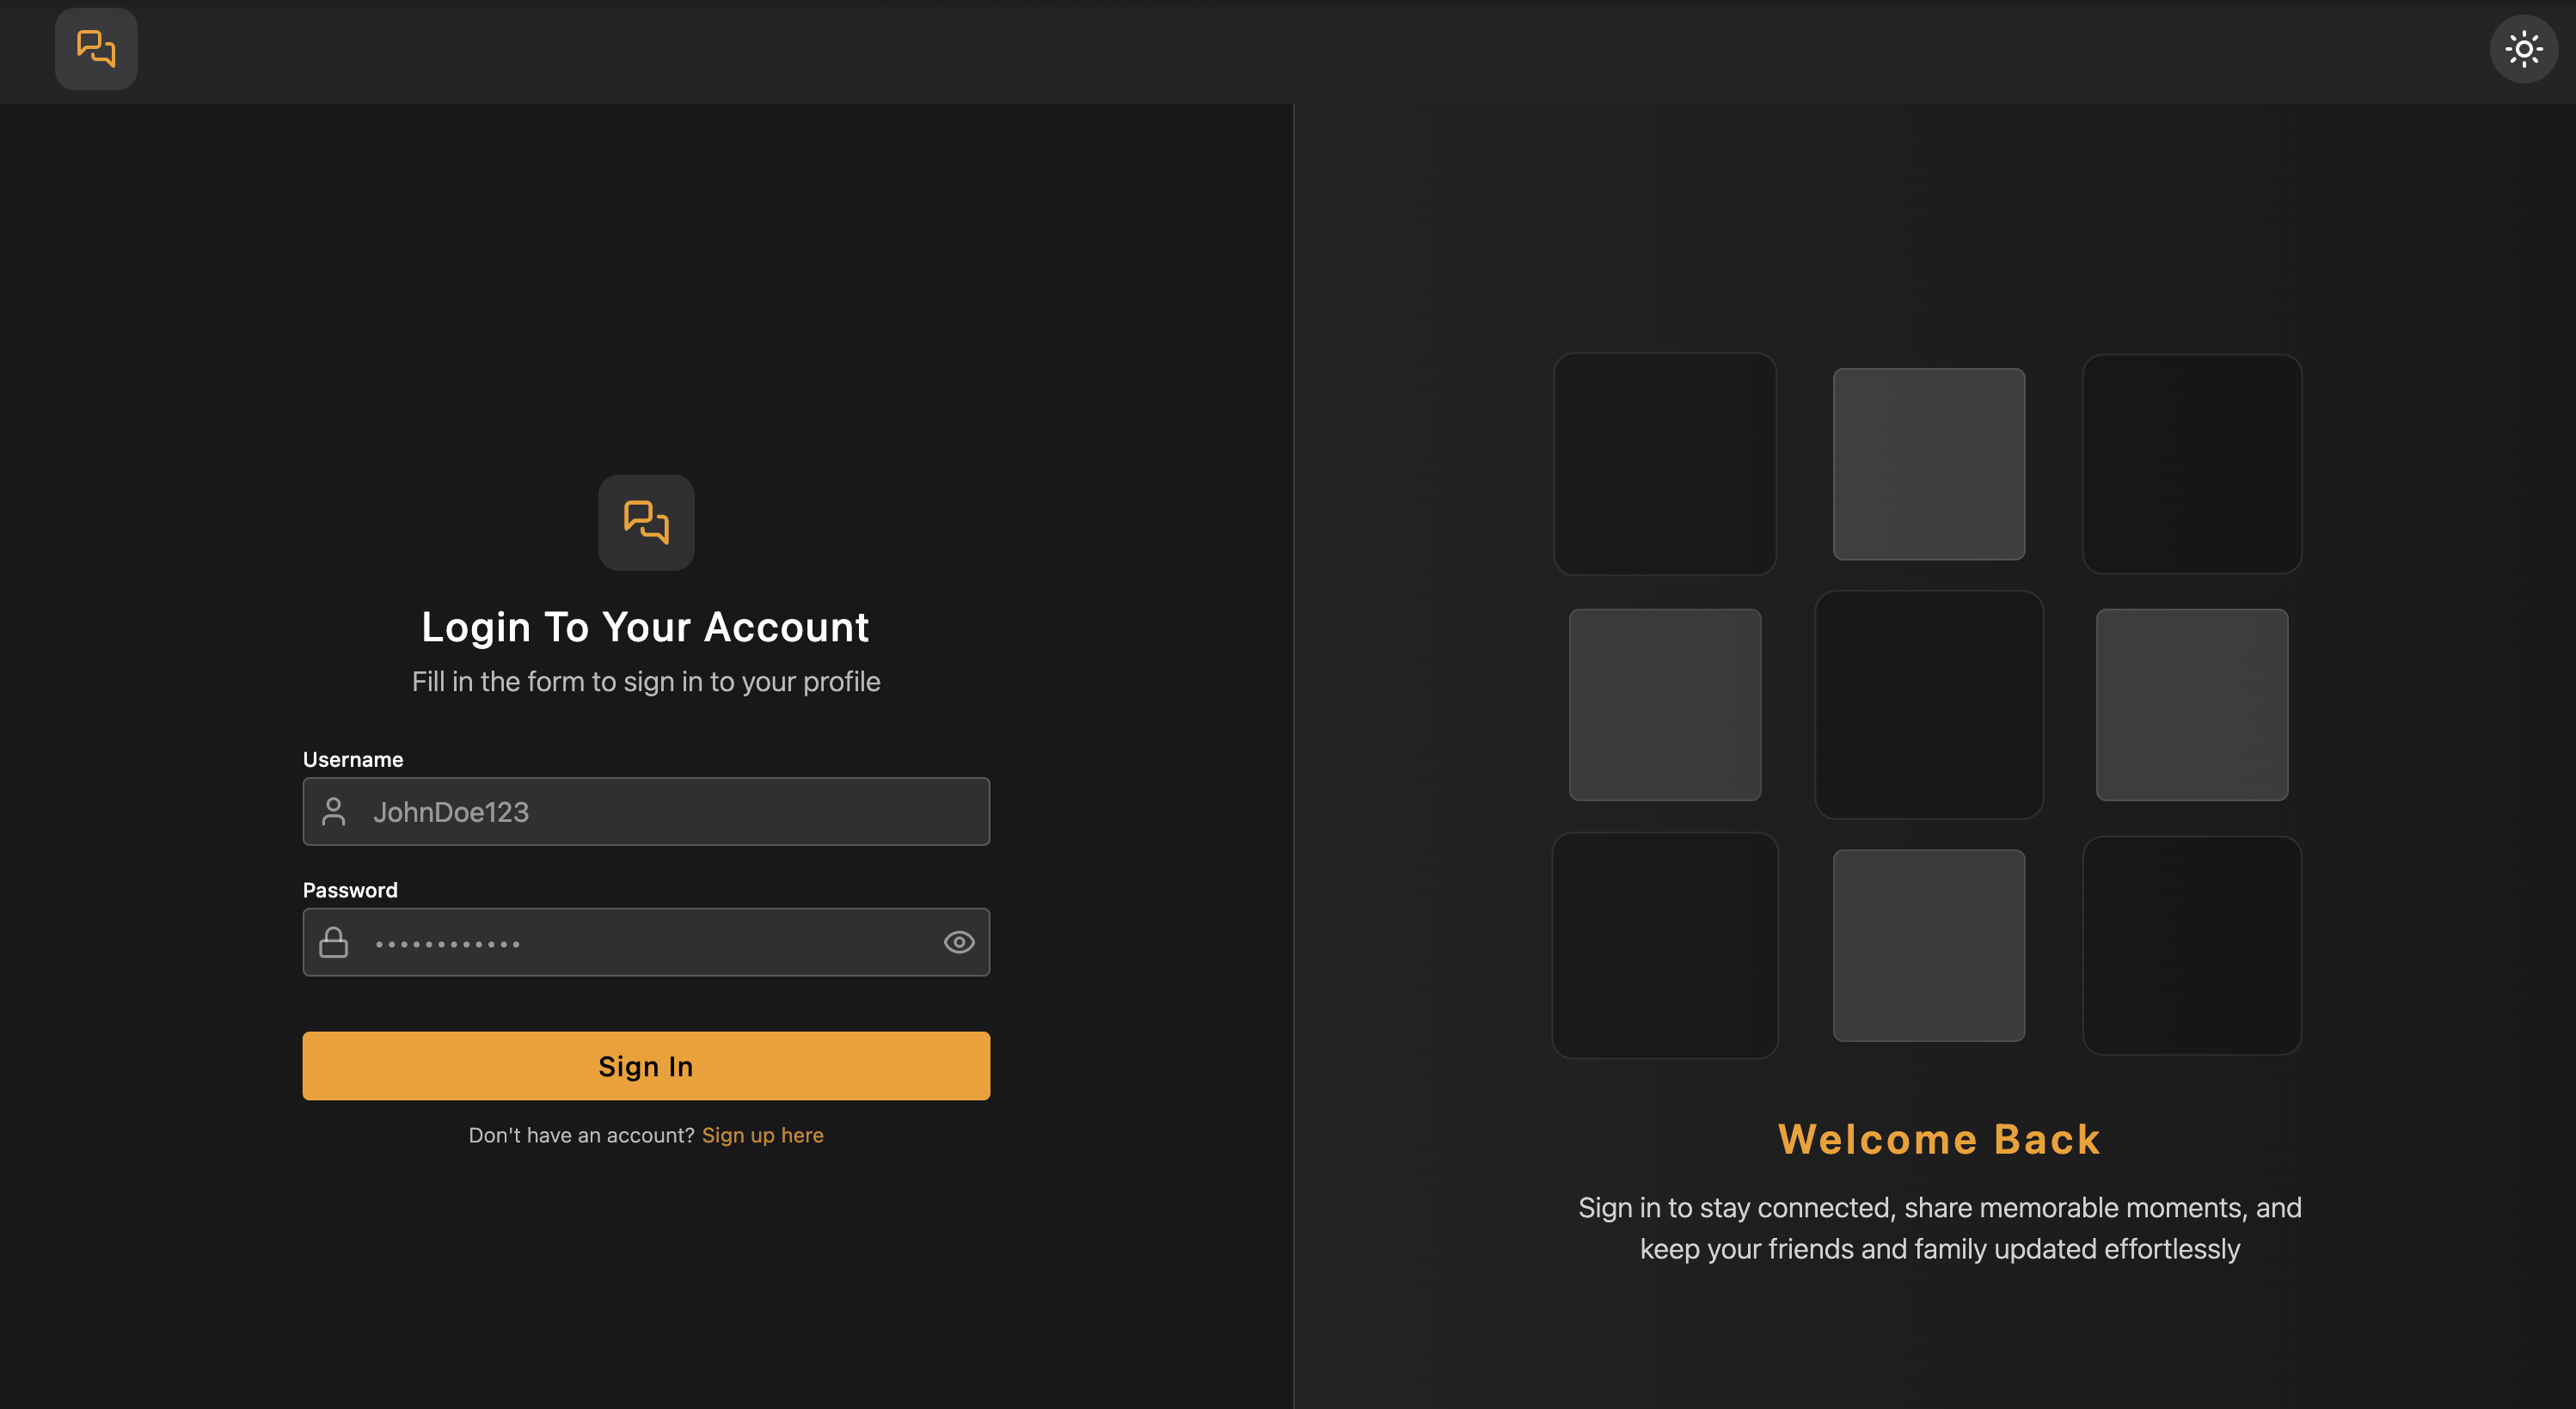 Login To Your Account
Fill in the form to sign in to your profile
Username
JohnDoe123
Password
••••••••••••
Sign In
Don't have an account? Sign up here
Welcome Back
Sign in to stay connected, share memorable moments, and
keep your friends and family updated effortlessly